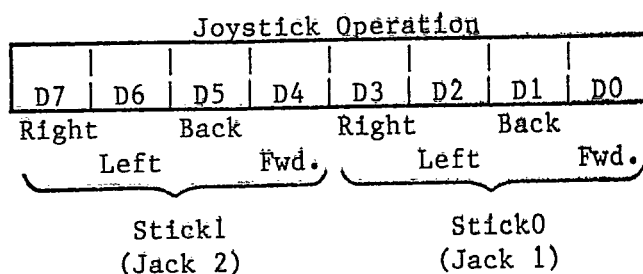 Joystick Operation
D7 D6 D5 D4 D3 D2 D1 D0
Right Back Right Back
Left Fwd. Left Fwd.
Stick1 Stick0
(Jack 2) (Jack 1)